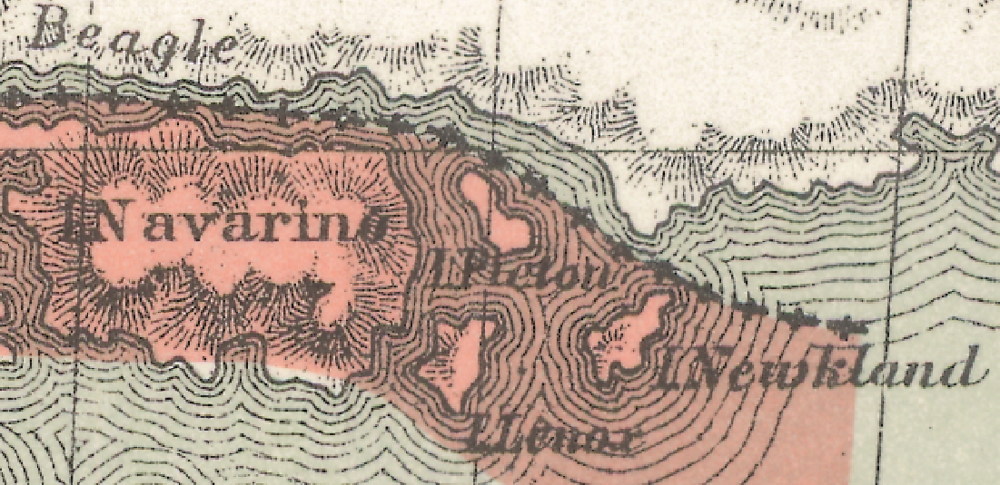 Beagle
I Navarino
I Picton
I Newkland
I Lenox